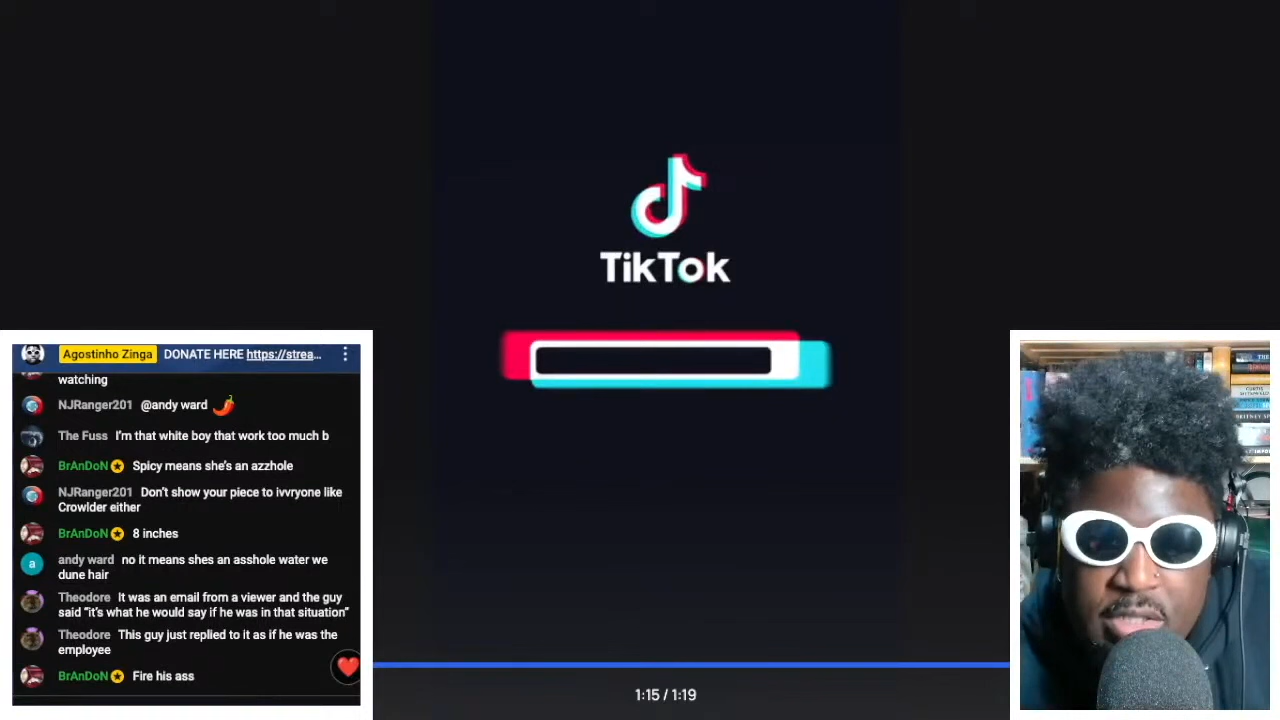 TikTok
Agostinho Zinga DONATE HERE https://strea...
watching
NJRanger201 @andy ward
The Fuss I'm that white boy that work too much b
BrAnDoN Spicy means she's an azzhole
NJRanger201 Don't show your piece to ivvryone like
Crowlder either
BrAnDoN 8 inches
a
andy ward no it means shes an asshole water we
dune hair
Theodore It was an email from a viewer and the guy
said “it's what he would say if he was in that situation”
Theodore This guy just replied to it as if he was the
employee
BrAnDoN Fire his ass
1:15 / 1:19